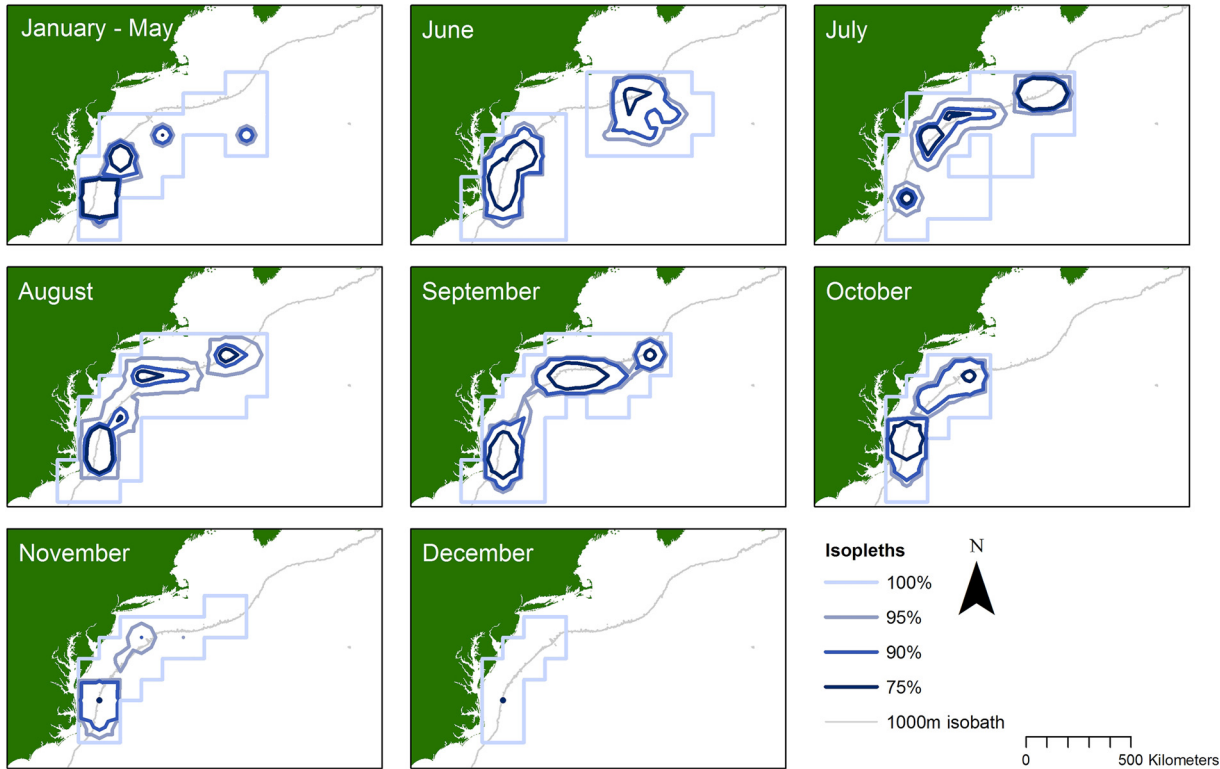 January - May
June
July
August
September
October
November
December
Isopleths
N
100%
95%
90%
75%
1000m isobath
0 500 Kilometers